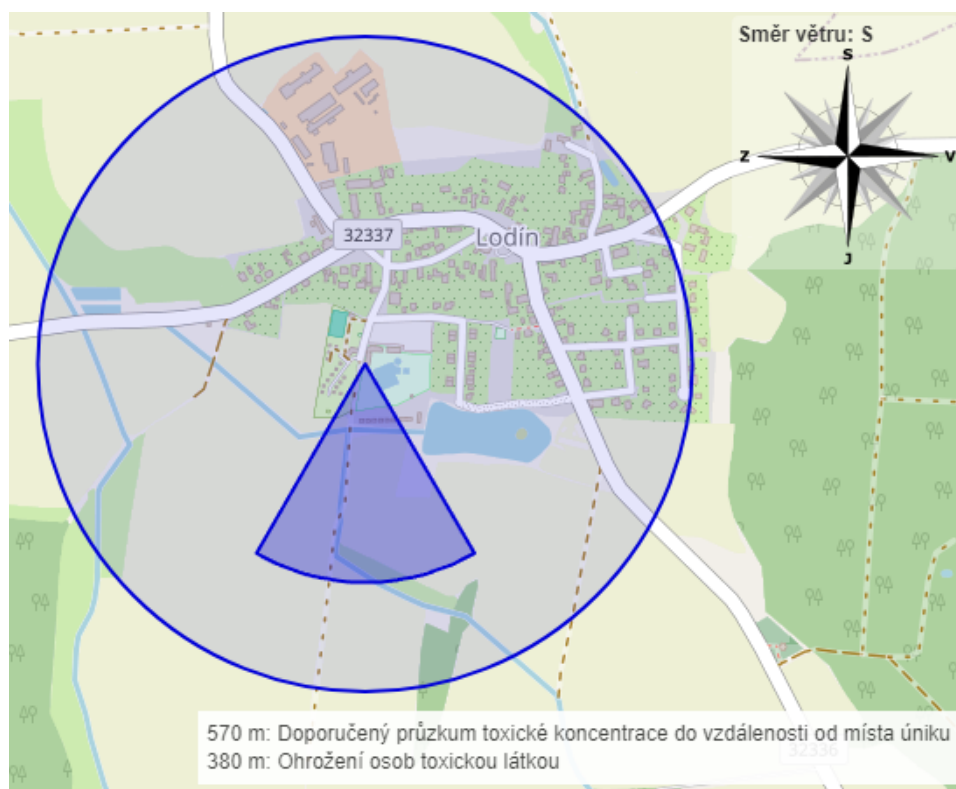 Směr větru: S
S
Z
V
J
32337
Lodín
570 m: Doporučený průzkum toxické koncentrace do vzdálenosti od místa úniku
380 m: Ohrožení osob toxickou látkou
32336